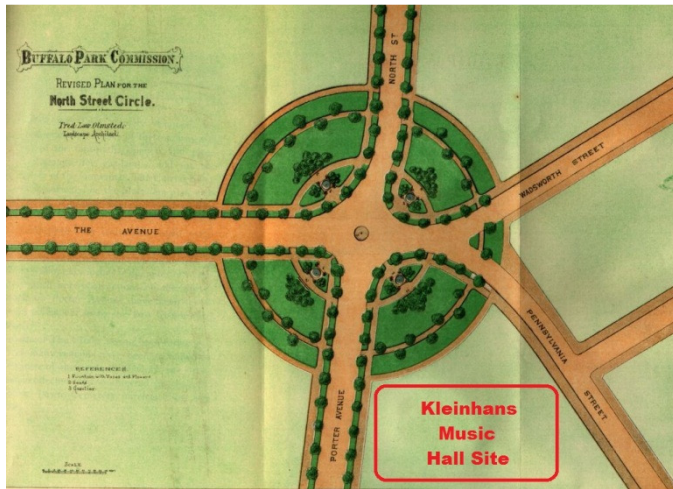 BUFFALO PARK COMMISSION.
REVISED PLAN FOR THE
North Street Circle.
Fred. Law Olmsted.
Landscape Architect.
NORTH ST
WADSWORTH STREET
THE AVENUE
PENNSYLVANIA STREET
PORTER AVENUE
REFERENCES
SCALE
Kleinhans
Music
Hall Site